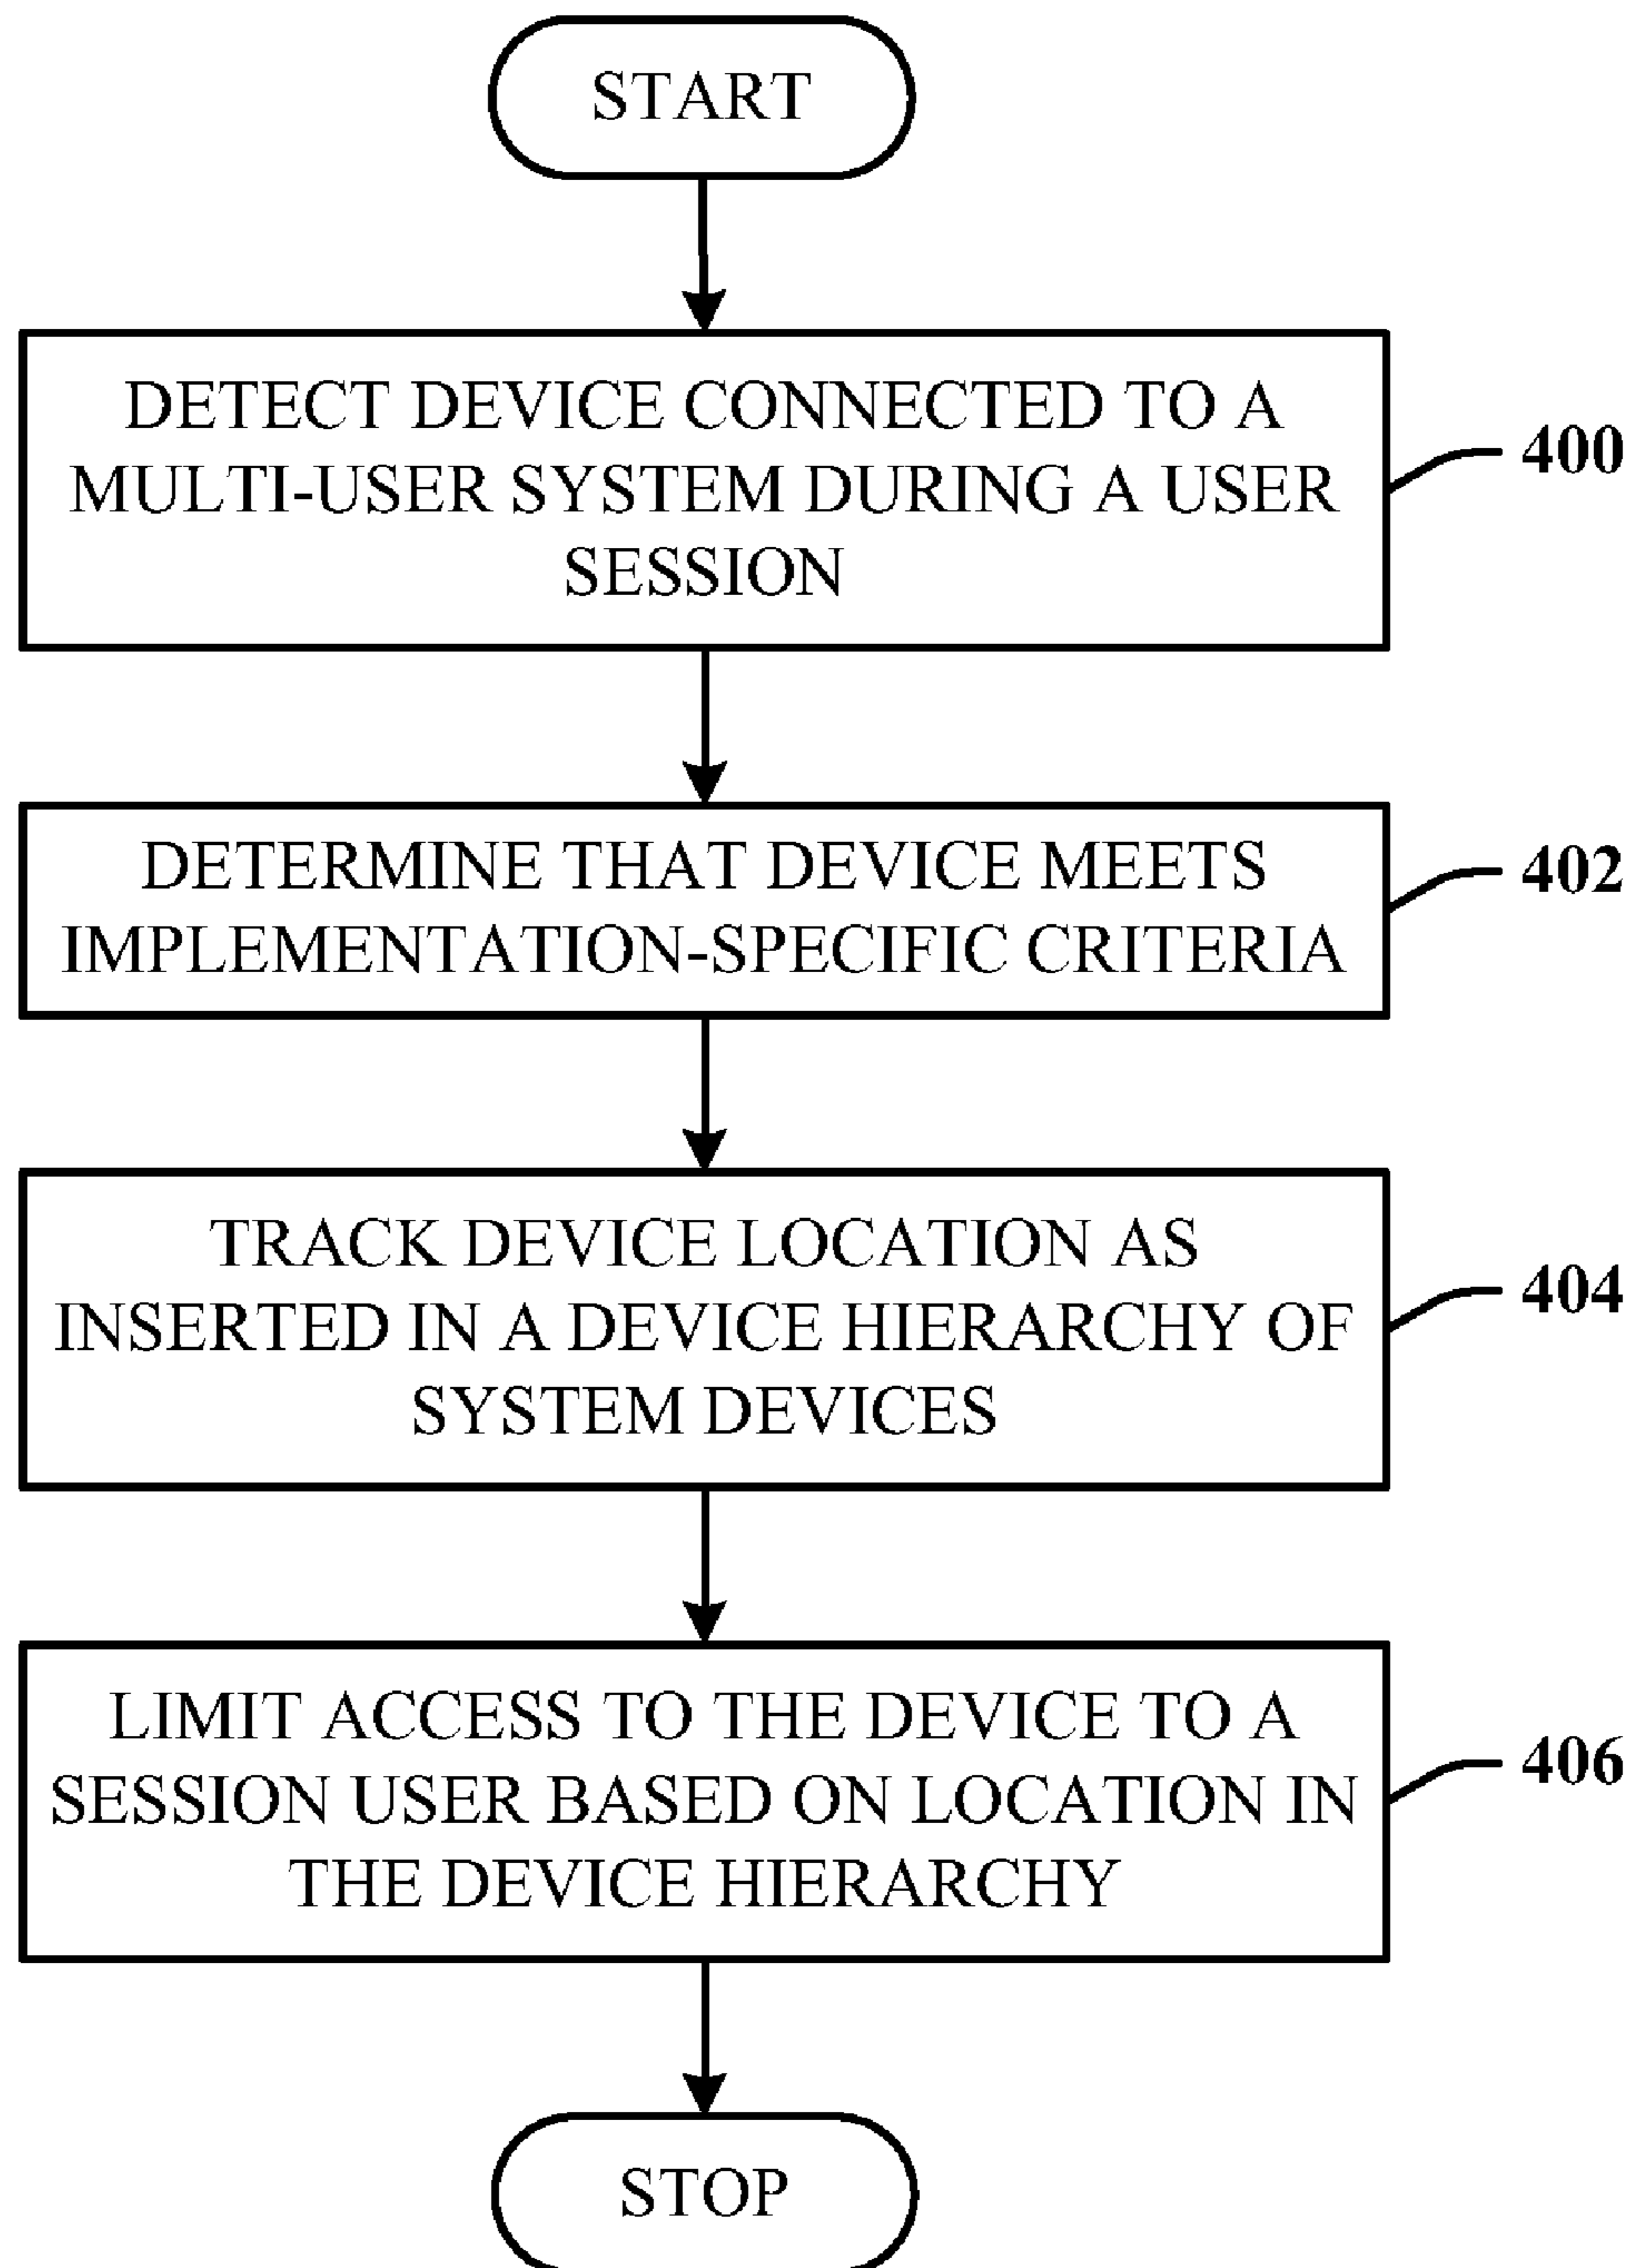 START
DETECT DEVICE CONNECTED TO A
MULTI-USER SYSTEM DURING A USER
SESSION
400
DETERMINE THAT DEVICE MEETS
IMPLEMENTATION-SPECIFIC CRITERIA
402
TRACK DEVICE LOCATION AS
INSERTED IN A DEVICE HIERARCHY OF
SYSTEM DEVICES
404
LIMIT ACCESS TO THE DEVICE TO A
SESSION USER BASED ON LOCATION IN
THE DEVICE HIERARCHY
406
STOP